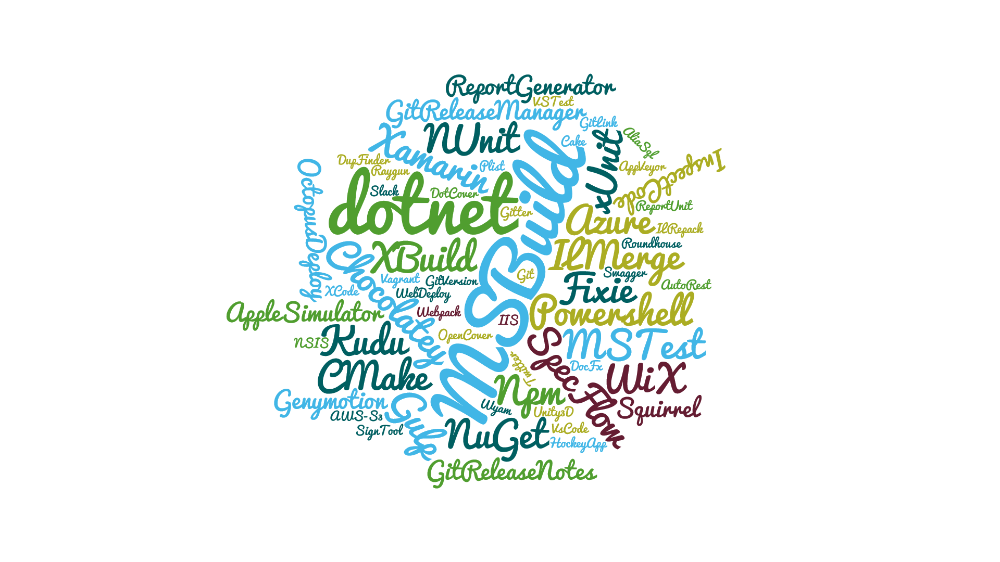 ReportGenerator
VSTest
GitReleaseManager
GitLink
NUnit
Xamarin
Cake
xUnit
AliaSql
InspectCode
DupFinder
Raygun
Plist
AppVeyor
OctopusDeploy
dotnet
Slack
DotCover
Gitter
MSBuild
ReportUnit
Azure
ILRepack
XBuild
Chocolatey
ILMerge
Roundhouse
Swagger
Git
Vagrant
GitVersion
Fixie
AutoRest
XCode
WebDeploy
AppleSimulator
Webpack
IIS
Powershell
NSIS
Kudu
OpenCover
SpecFlow
MSTest
CMake
Twitter
DocFx
WiX
Npm
Genymotion
Gulp
Wyam
Unity3D
Squirrel
AWS-S3
SignTool
NuGet
VsCode
HockeyApp
GitReleaseNotes